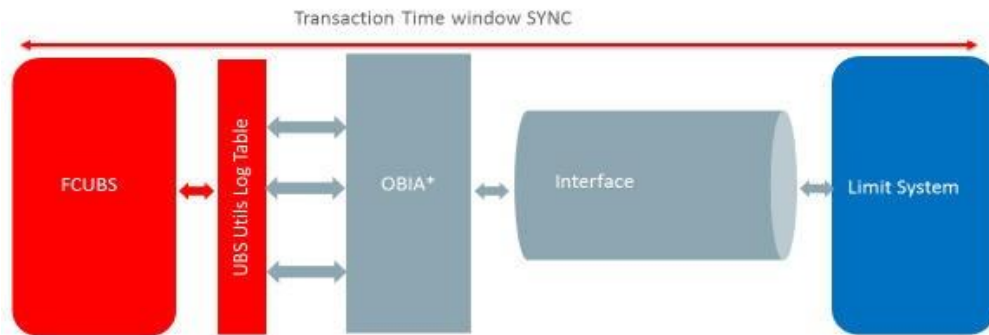 Transaction Time window SYNC
FCUBS
UBS Utils Log Table
OBIA*
Interface
Limit System